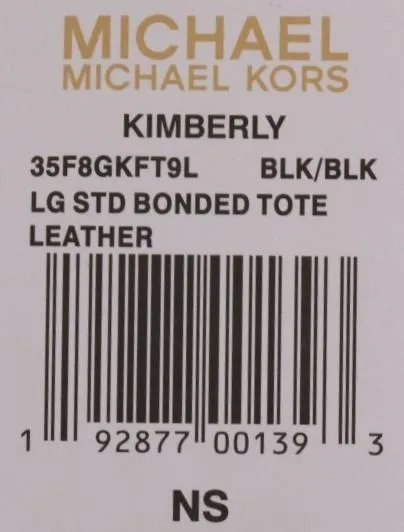 MICHAEL
MICHAEL KORS
KIMBERLY
35F8GKFT9L BLK/BLK
LG STD BONDED TOTE
LEATHER
1 92877 00139 3
NS